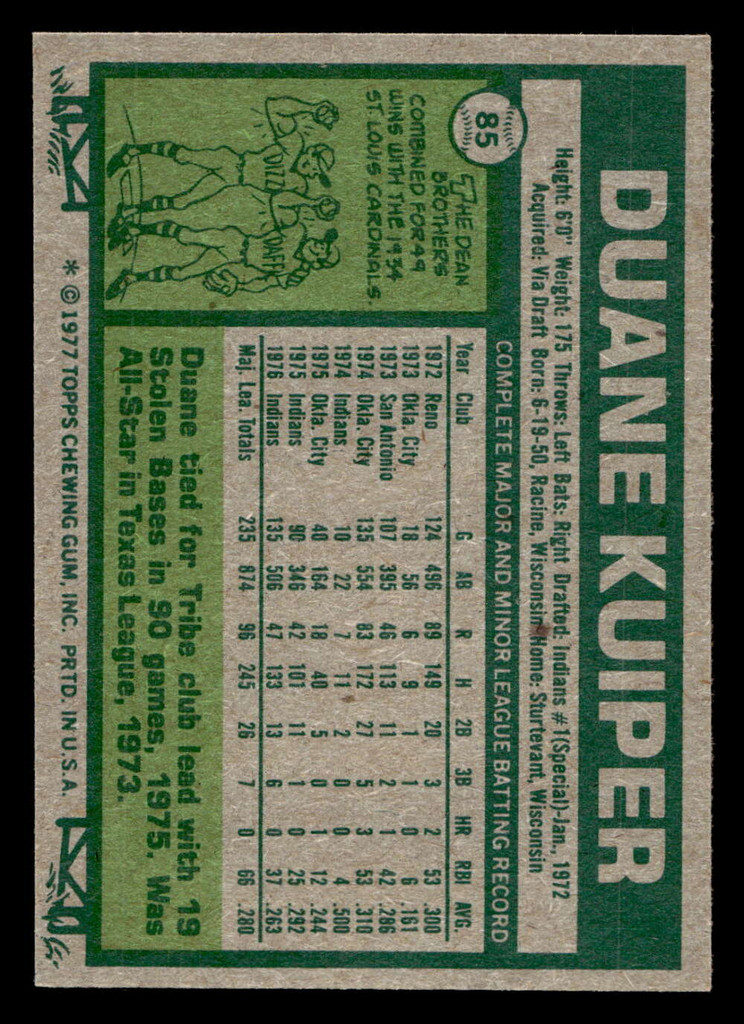 85
DUANE KUIPER
Height: 6'0" Weight: 175 Throws: Left Bats: Right Drafted: Indians #1(Special)-Jan., 1972
Acquired: Via Draft Born: 6-19-50, Racine, Wisconsin Home: Sturtevant, Wisconsin
COMPLETE MAJOR AND MINOR LEAGUE BATTING RECORD
THE DEAN
BROTHERS
COMBINED FOR 49
WINS WITH THE 1934
ST. LOUIS CARDINALS.
DIZZ
DAFFY
Year Club G AB R H 2B 3B HR RBI AVG.
1972 Reno 124 496 89 149 20 3 2 53 .300
1973 Okla. City 18 56 6 9 1 1 0 6 .161
1973 San Antonio 107 395 46 113 11 2 1 42 .286
1974 Okla. City 135 554 83 172 27 5 3 53 .310
1974 Indians 10 22 7 11 2 0 0 4 .500
1975 Okla. City 40 164 18 40 5 0 1 12 .244
1975 Indians 90 346 42 101 11 1 0 25 .292
1976 Indians 135 506 47 133 13 6 0 37 .263
Maj. Lea. Totals 235 874 96 245 26 7 0 66 .280
Duane tied for Tribe club lead with 19
Stolen Bases in 90 games, 1975. Was
All-Star in Texas League, 1973.
* © 1977 TOPPS CHEWING GUM, INC. PRTD. IN U.S.A.